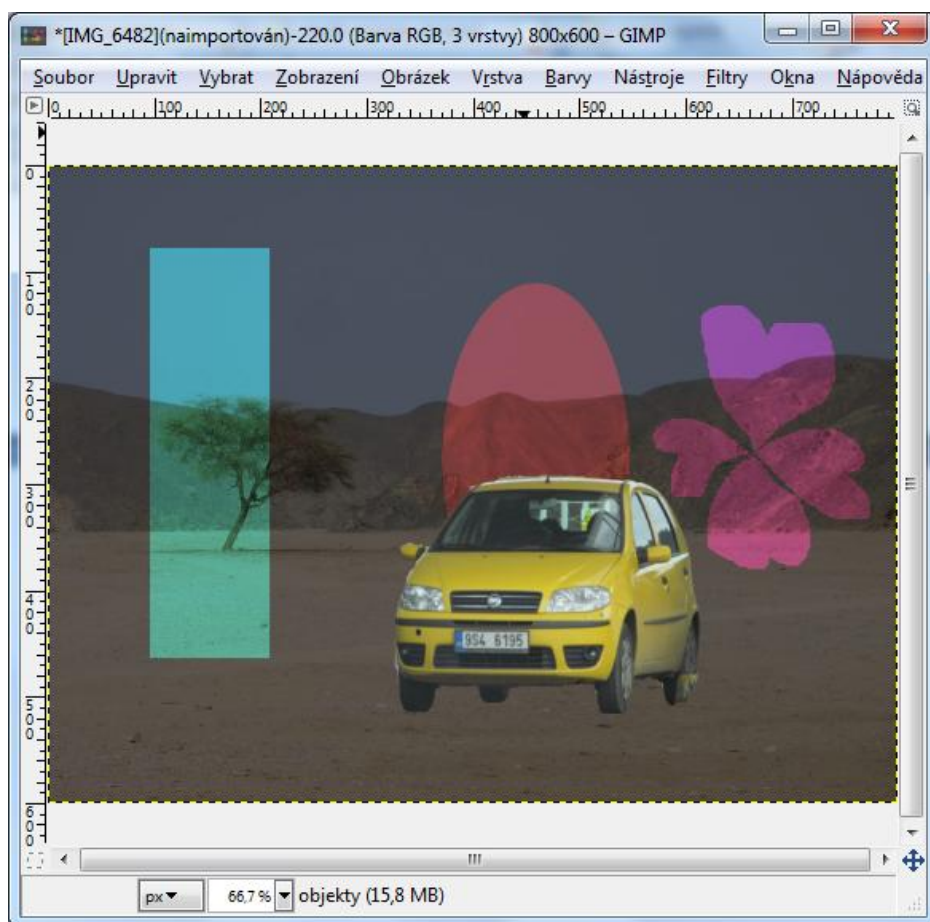 *[IMG_6482](naimportován)-220.0 (Barva RGB, 3 vrstvy) 800x600 – GIMP
Soubor Upravit Vybrat Zobrazení Obrázek Vrstva Barvy Nástroje Filtry Okna Nápověda
0 100 200 300 400 500 600 700
0
100
200
300
400
500
600
9S4 6195
px 66,7 % objekty (15,8 MB)